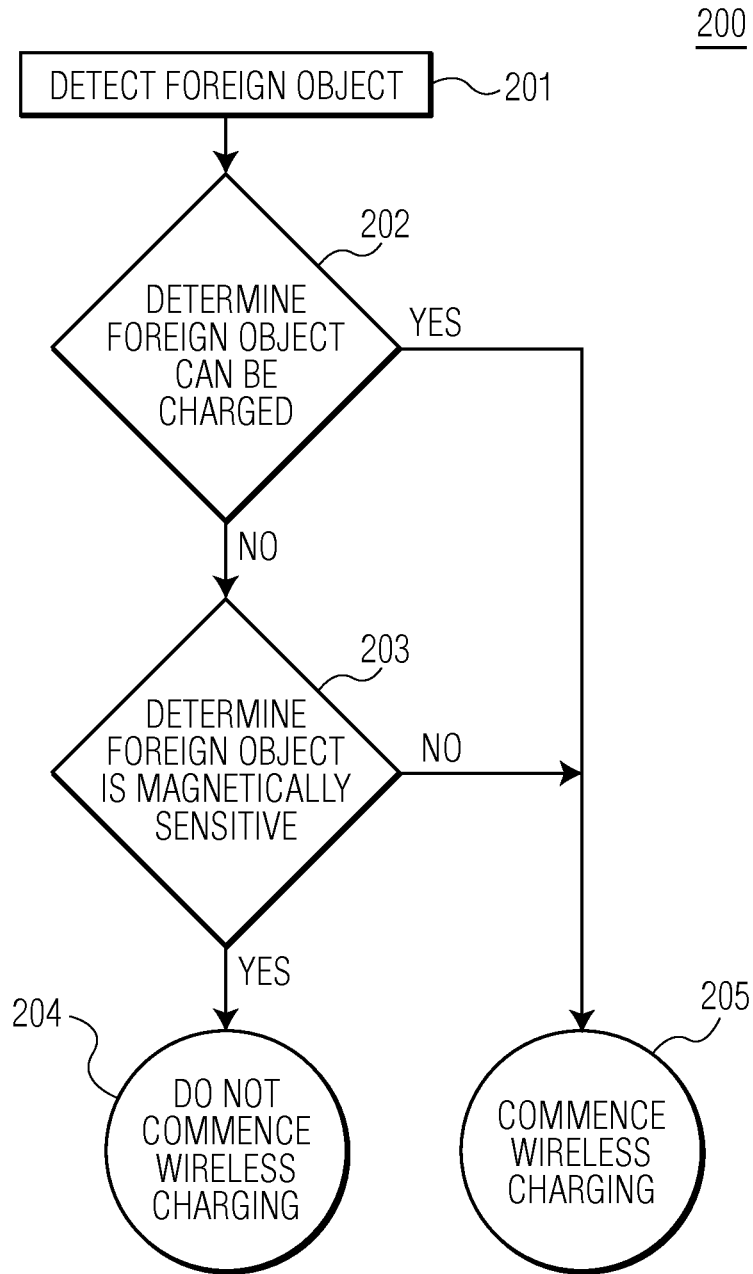 200
DETECT FOREIGN OBJECT
201
202
DETERMINE
FOREIGN OBJECT
CAN BE
CHARGED
YES
NO
203
DETERMINE
FOREIGN OBJECT
IS MAGNETICALLY
SENSITIVE
NO
YES
204
DO NOT
COMMENCE
WIRELESS
CHARGING
205
COMMENCE
WIRELESS
CHARGING